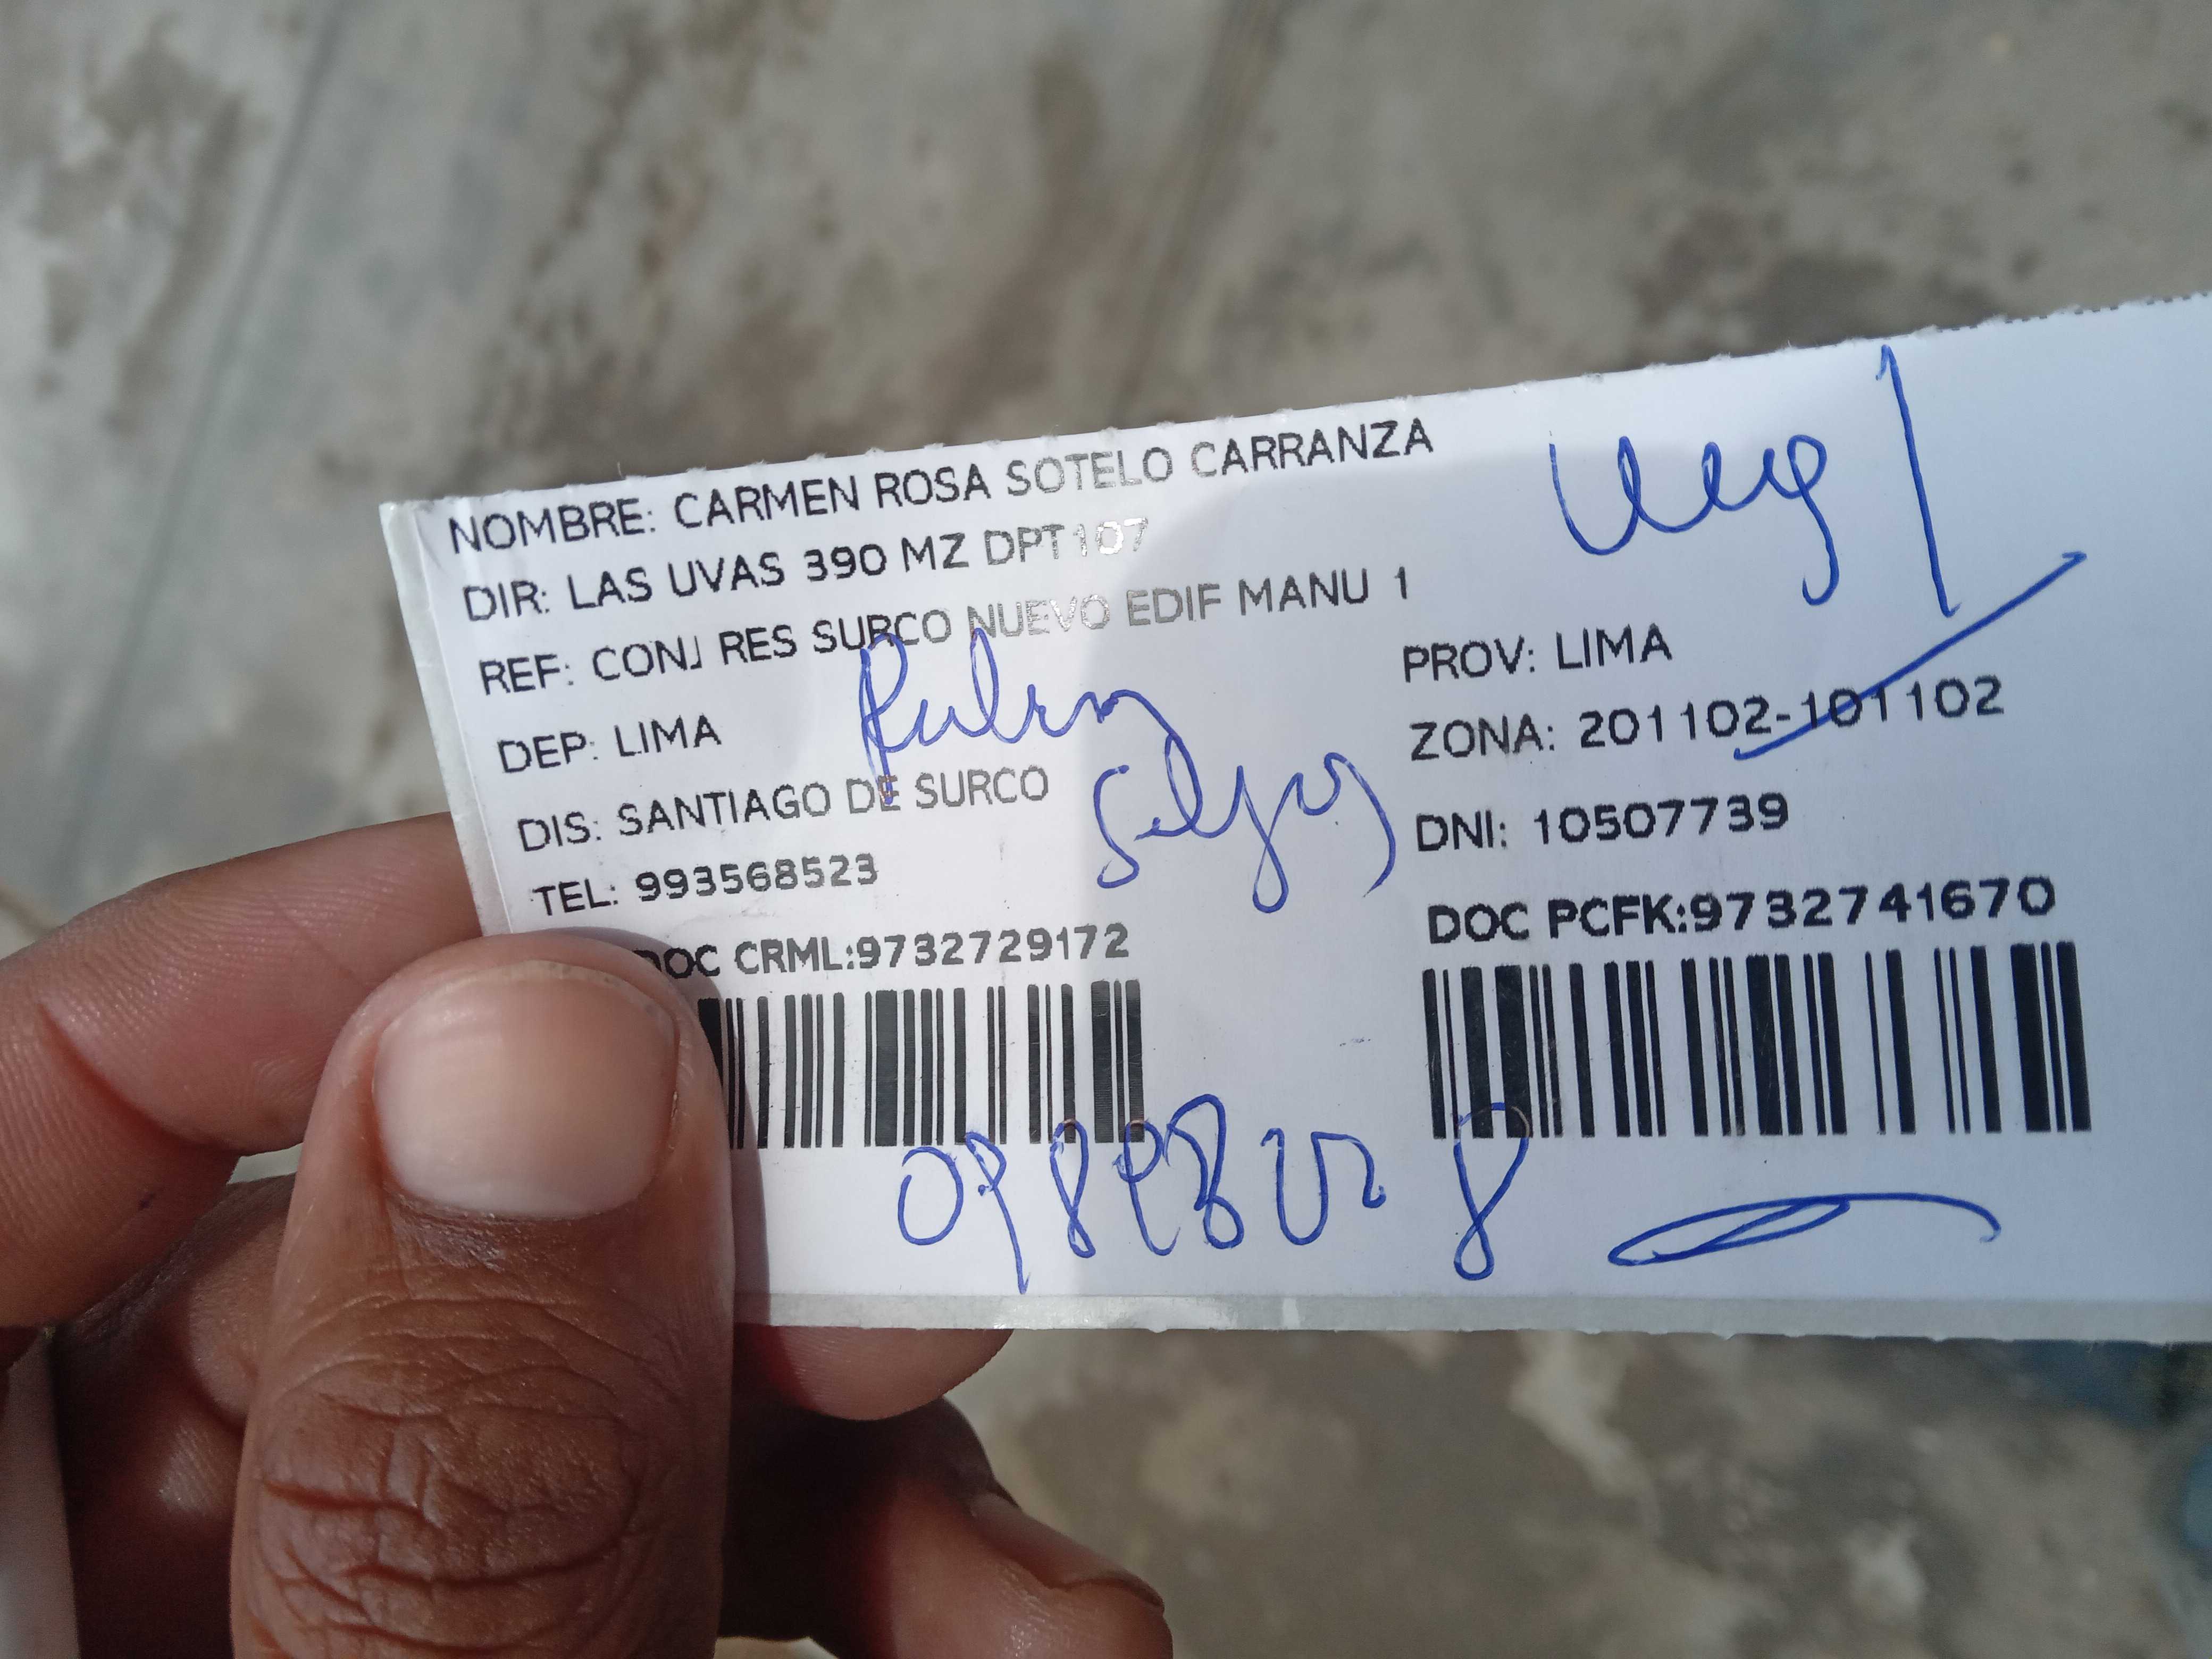 NOMBRE: CARMEN ROSA SOTELO CARRANZA
DIR: LAS UVAS 390 MZ DPT 107
REF: CONJ RES SURCO NUEVO EDIF MANU 1
DEP: LIMA
PROV: LIMA
ZONA: 201102-101102
DIS: SANTIAGO DE SURCO
DNI: 10507739
TEL: 993568523
DOC CRML:9732729172
DOC PCFK:9732741670